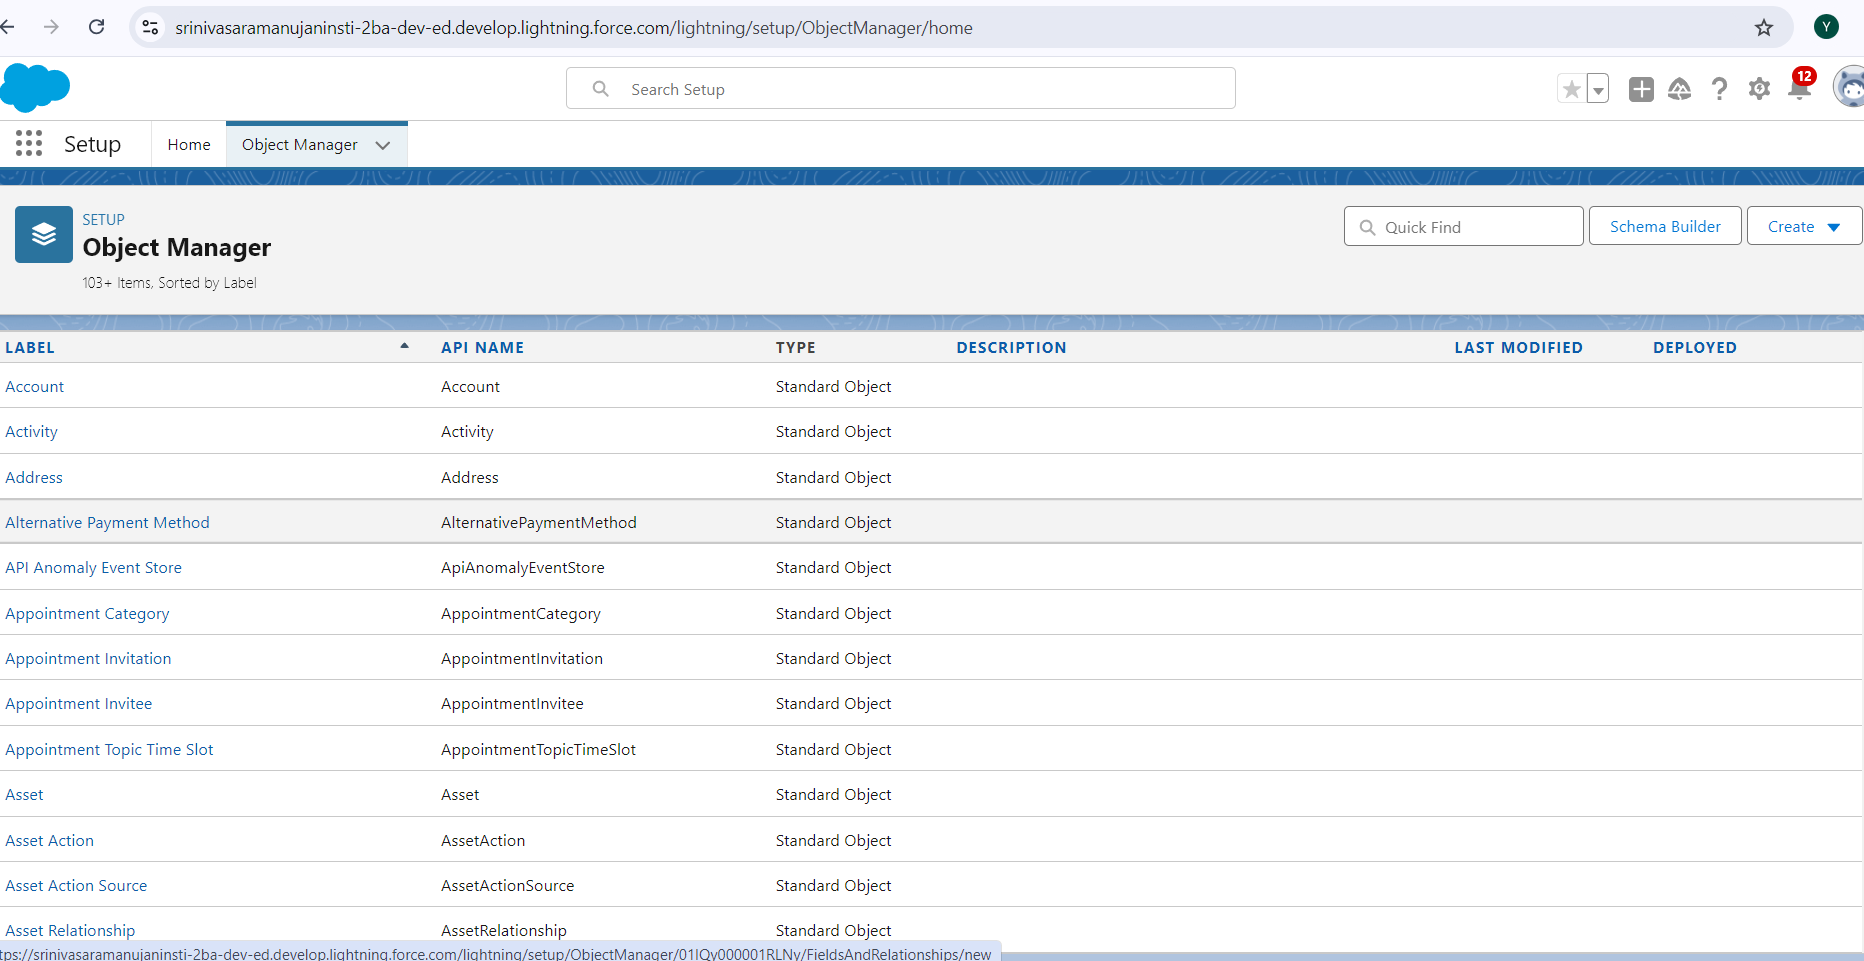 srinivasaramanujaninsti-2ba-dev-ed.develop.lightning.force.com/lightning/setup/ObjectManager/home
Y
Search Setup
12
Setup
Home
Object Manager
SETUP
Object Manager
103+ Items, Sorted by Label
Quick Find
Schema Builder
Create
LABEL API NAME TYPE DESCRIPTION LAST MODIFIED DEPLOYED
Account Account Standard Object
Activity Activity Standard Object
Address Address Standard Object
Alternative Payment Method AlternativePaymentMethod Standard Object
API Anomaly Event Store ApiAnomalyEventStore Standard Object
Appointment Category AppointmentCategory Standard Object
Appointment Invitation AppointmentInvitation Standard Object
Appointment Invitee AppointmentInvitee Standard Object
Appointment Topic Time Slot AppointmentTopicTimeSlot Standard Object
Asset Asset Standard Object
Asset Action AssetAction Standard Object
Asset Action Source AssetActionSource Standard Object
Asset Relationship AssetRelationship Standard Object
tps://srinivasaramanujaninsti-2ba-dev-ed.develop.lightning.force.com/lightning/setup/ObjectManager/01IQy000001RLNy/FieldsAndRelationships/new